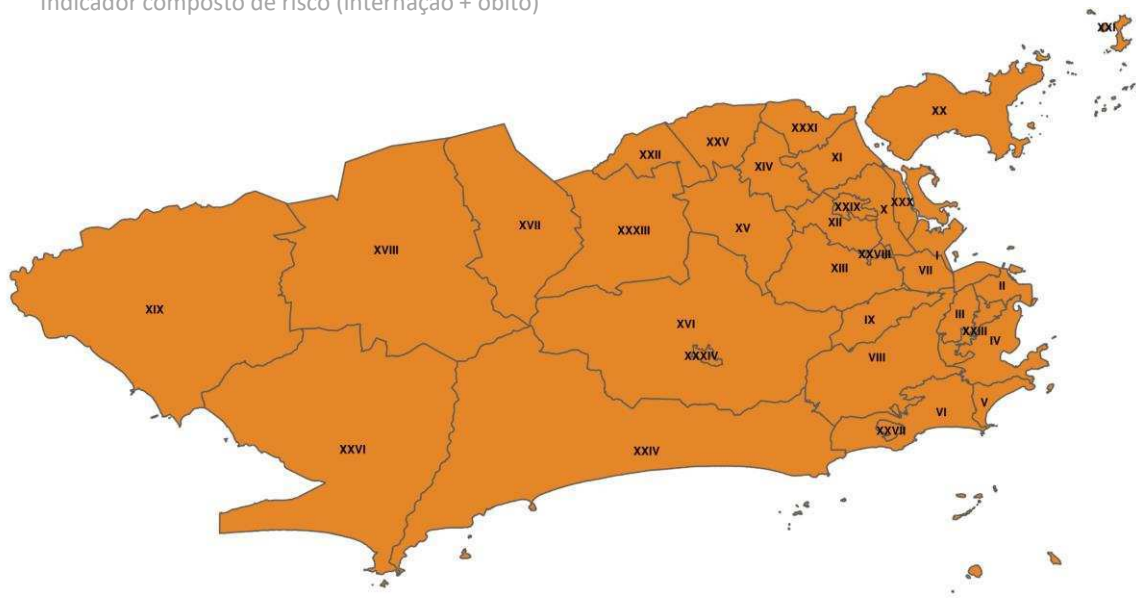 Indicador composto de risco (internação + óbito)
XXI
XX
XXXI
XXV
XXII
XIV
XI
XXIX
X
XXX
XII
XV
XVII
XXXIII
XVIII
XXVIII
I
XIII
VII
II
XIX
III
XVI
IX
XXIII
IV
XXXIV
VIII
V
VI
XXVII
XXVI
XXIV